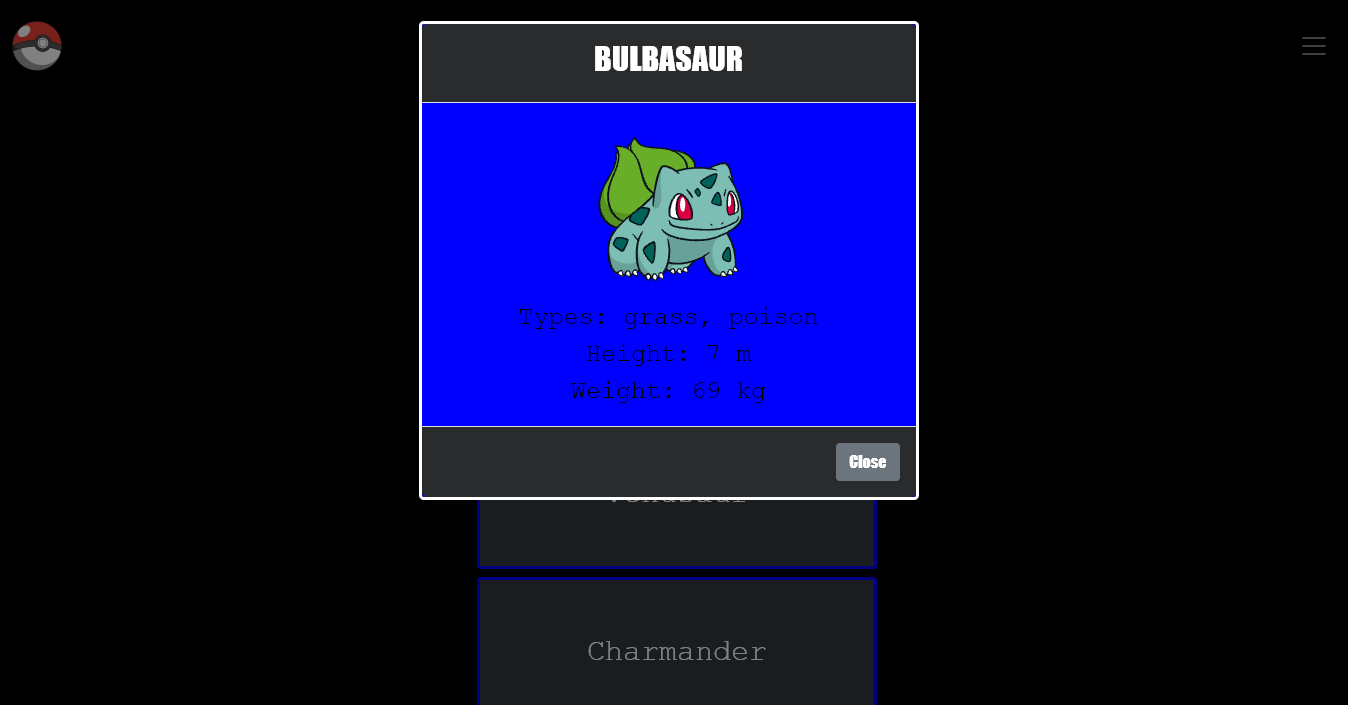 BULBASAUR
Types: grass, poison
Height: 7 m
Weight: 69 kg
Close
Charmander